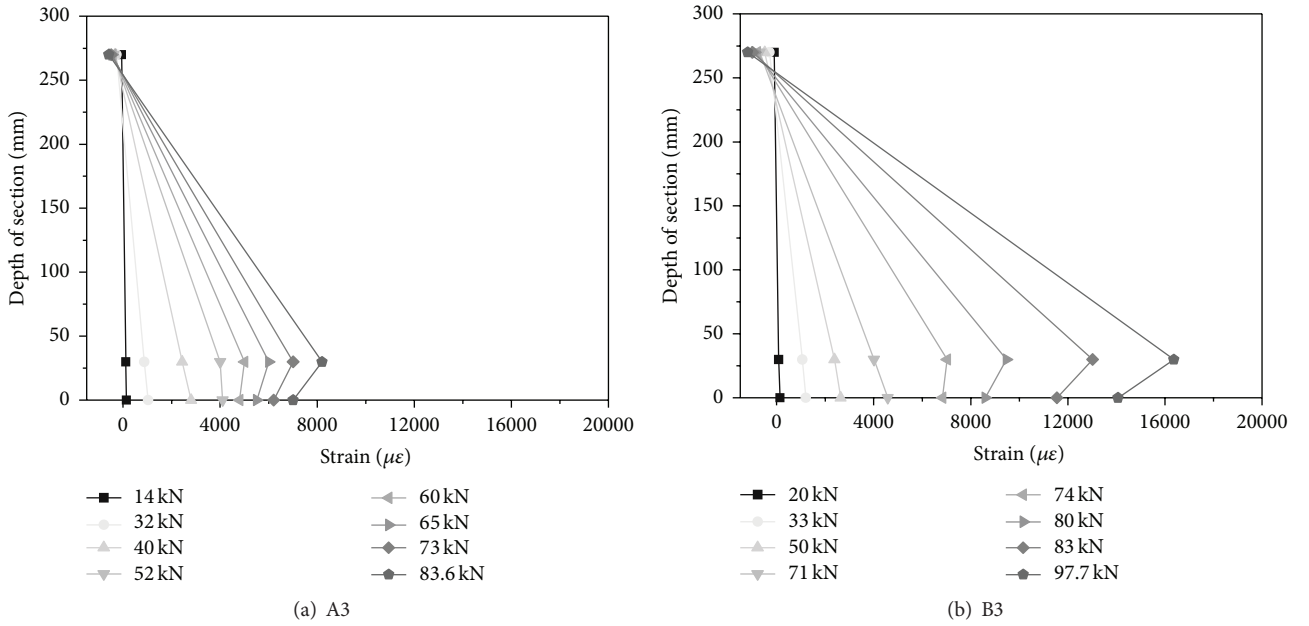 300
250
200
150
100
50
0
Depth of section (mm)
0 4000 8000 12000 16000 20000
Strain (με)
14 kN
32 kN
40 kN
52 kN
60 kN
65 kN
73 kN
83.6 kN
(a) A3
300
250
200
150
100
50
0
Depth of section (mm)
0 4000 8000 12000 16000 20000
Strain (με)
20 kN
33 kN
50 kN
71 kN
74 kN
80 kN
83 kN
97.7 kN
(b) B3